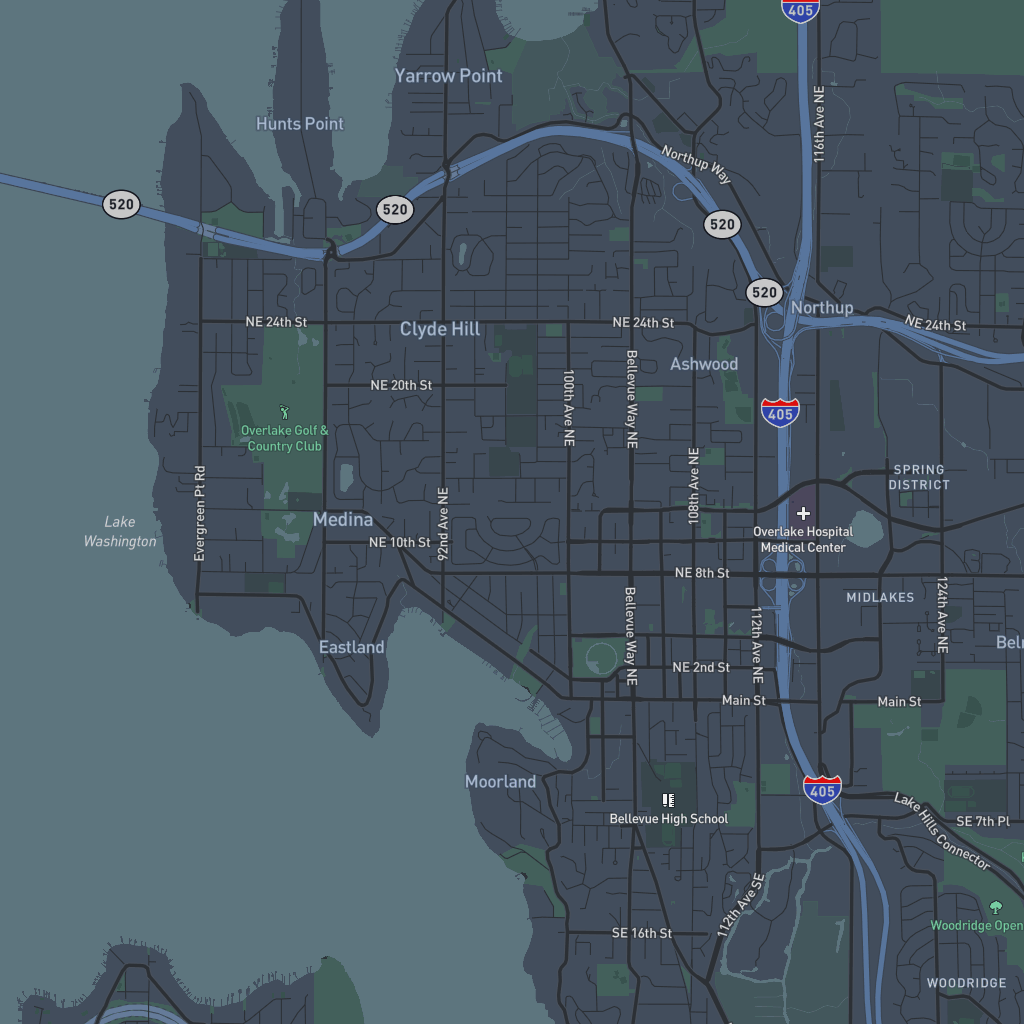 405
Yarrow Point
116th Ave NE
Hunts Point
Northup Way
520
520
520
520
Northup
NE 24th St
NE 24th St
NE 24th St
Clyde Hill
Ashwood
Bellevue Way NE
100th Ave NE
NE 20th St
405
Overlake Golf &
Country Club
SPRING
DISTRICT
108th Ave NE
Evergreen Pt Rd
92nd Ave NE
Lake
Washington
Medina
Overlake Hospital
Medical Center
NE 10th St
NE 8th St
MIDLAKES
124th Ave NE
Bellevue Way NE
112th Ave NE
Eastland
NE 2nd St
Main St
Main St
Moorland
405
Bellevue High School
Lake Hills Connector
SE 7th Pl
112th Ave SE
SE 16th St
Woodridge Open
WOODRIDGE